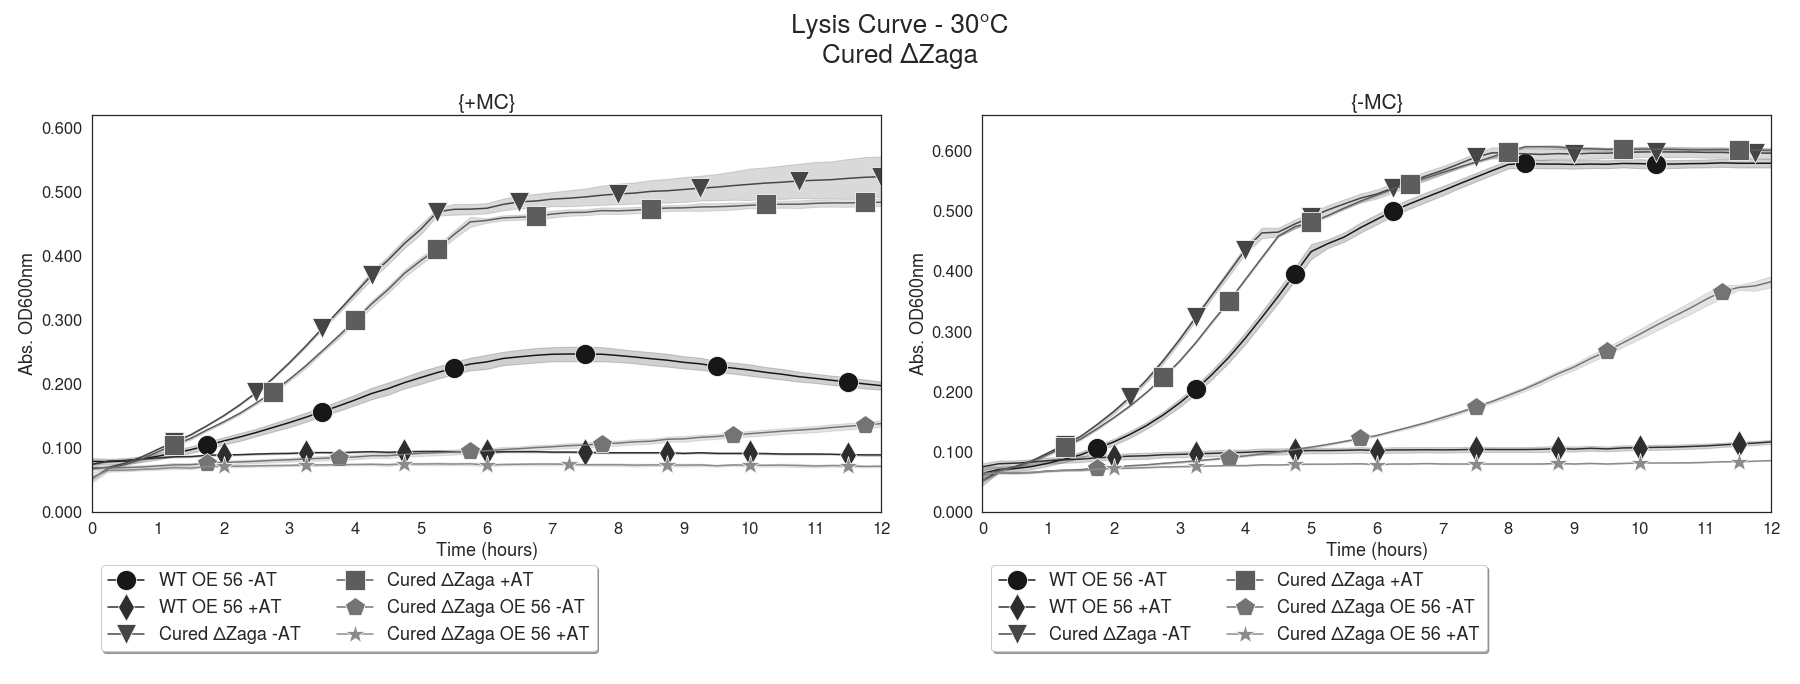 Lysis Curve - 30°C
Cured ΔZaga
{+MC}
0.600
0.500
0.400
0.300
0.200
0.100
0.000
Abs. OD600nm
0 1 2 3 4 5 6 7 8 9 10 11 12
Time (hours)
WT OE 56 -AT
WT OE 56 +AT
Cured ΔZaga -AT
Cured ΔZaga +AT
Cured ΔZaga OE 56 -AT
Cured ΔZaga OE 56 +AT
{-MC}
0.600
0.500
0.400
0.300
0.200
0.100
0.000
Abs. OD600nm
0 1 2 3 4 5 6 7 8 9 10 11 12
Time (hours)
WT OE 56 -AT
WT OE 56 +AT
Cured ΔZaga -AT
Cured ΔZaga +AT
Cured ΔZaga OE 56 -AT
Cured ΔZaga OE 56 +AT